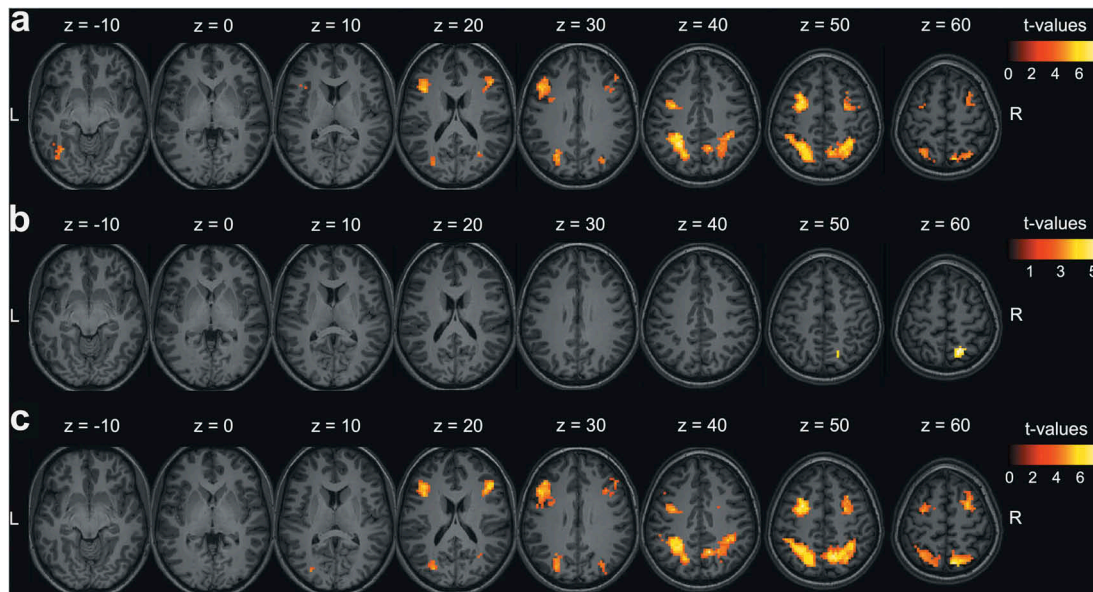 a z = -10 z = 0 z = 10 z = 20 z = 30 z = 40 z = 50 z = 60 t-values
0 2 4 6
L R
b z = -10 z = 0 z = 10 z = 20 z = 30 z = 40 z = 50 z = 60 t-values
1 3 5
L R
c z = -10 z = 0 z = 10 z = 20 z = 30 z = 40 z = 50 z = 60 t-values
0 2 4 6
L R